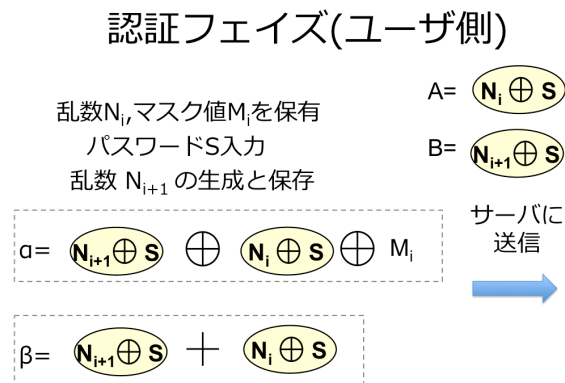 認証フェイズ(ユーザ側)
乱数Nᵢ,マスク値Mᵢを保有
パスワードS入力
乱数 Nᵢ₊₁ の生成と保存
A= Nᵢ ⊕ S
B= Nᵢ₊₁ ⊕ S
サーバに
送信
α= Nᵢ₊₁ ⊕ S ⊕ Nᵢ ⊕ S ⊕ Mᵢ
β= Nᵢ₊₁ ⊕ S + Nᵢ ⊕ S